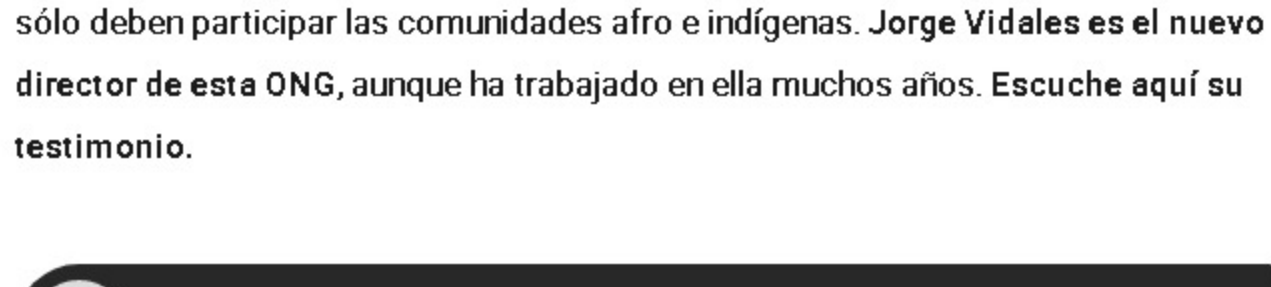 sólo deben participar las comunidades afro e indígenas. Jorge Vidales es el nuevo
director de esta ONG, aunque ha trabajado en ella muchos años. Escuche aquí su
testimonio.